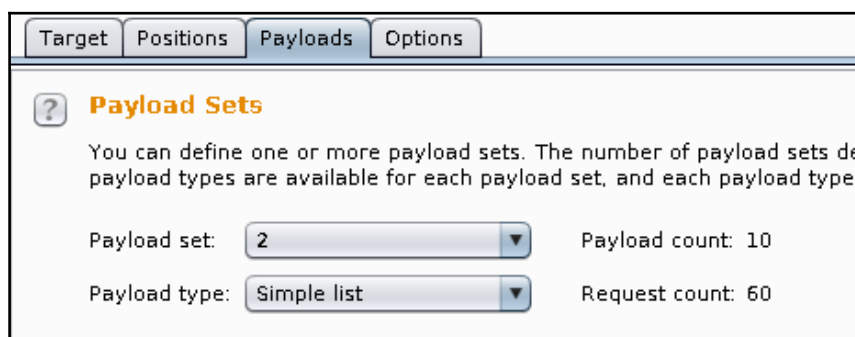 Target Positions Payloads Options
? Payload Sets
You can define one or more payload sets. The number of payload sets
payload types are available for each payload set, and each payload type
Payload set: 2 Payload count: 10
Payload type: Simple list Request count: 60